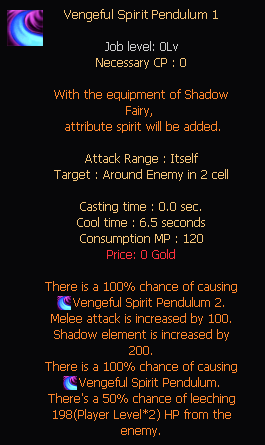 Vengeful Spirit Pendulum 1
Job level: 0Lv
Necessary CP : 0
With the equipment of Shadow
Fairy,
attribute spirit will be added.
Attack Range : Itself
Target : Around Enemy in 2 cell
Casting time : 0.0 sec.
Cool time : 6.5 seconds
Consumption MP : 120
Price: 0 Gold
There is a 100% chance of causing
Vengeful Spirit Pendulum 2.
Melee attack is increased by 100.
Shadow element is increased by
200.
There is a 100% chance of causing
Vengeful Spirit Pendulum.
There's a 50% chance of leeching
198(Player Level*2) HP from the
enemy.